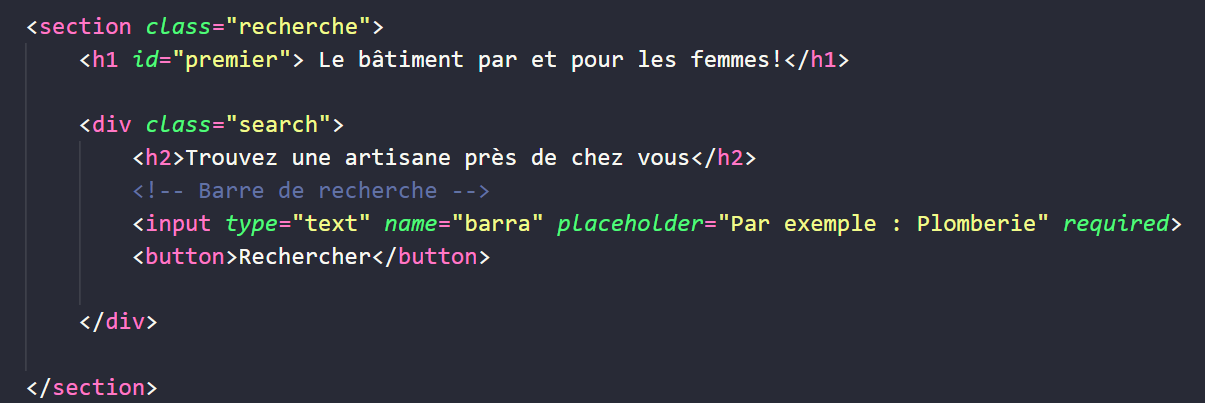 <section class="recherche">
<h1 id="premier"> Le bâtiment par et pour les femmes!</h1>
<div class="search">
<h2>Trouvez une artisane près de chez vous</h2>
<!-- Barre de recherche -->
<input type="text" name="barra" placeholder="Par exemple : Plomberie" required>
<button>Rechercher</button>
</div>
</section>